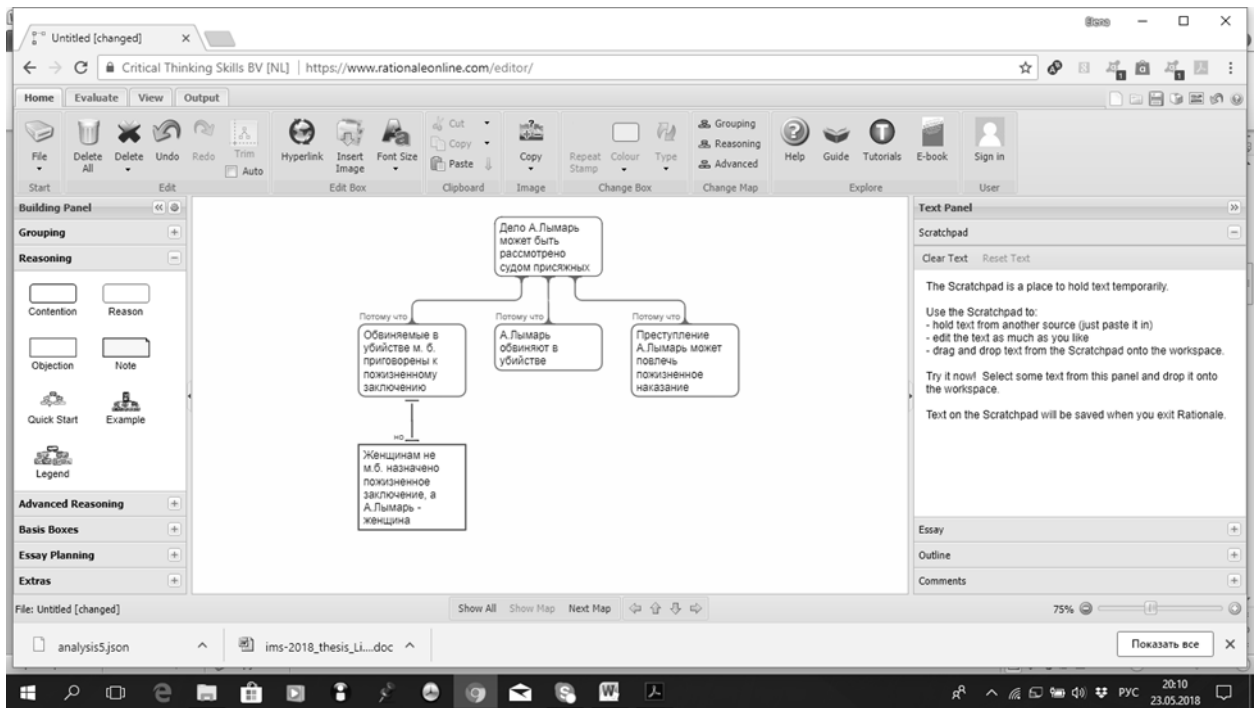 Untitled [changed]
Critical Thinking Skills BV [NL] | https://www.rationaleonline.com/editor/
Home Evaluate View Output
File Delete All Delete Undo Redo Trim Auto Hyperlink Insert Image Font Size Cut Copy Paste Copy Repeat Stamp Colour Type Grouping Reasoning Advanced Help Guide Tutorials E-book Sign in
Start Edit Edit Box Clipboard Image Change Box Change Map Explore User
Building Panel
Grouping
Reasoning
Contention Reason
Objection Note
Quick Start Example
Legend
Advanced Reasoning
Basis Boxes
Essay Planning
Extras
Дело А.Лымарь
может быть
рассмотрено
судом присяжных
Потому что
Обвиняемые в
убийстве м. б.
приговорены к
пожизненному
заключению
Потому что
А.Лымарь
обвиняют в
убийстве
Потому что
Преступление
А.Лымарь может
повлечь
пожизненное
наказание
но
Женщинам не
м.б. назначено
пожизненное
заключение, а
А.Лымарь -
женщина
Text Panel
Scratchpad
Clear Text Reset Text
The Scratchpad is a place to hold text temporarily.
Use the Scratchpad to:
- hold text from another source (just paste it in)
- edit the text as much as you like
- drag and drop text from the Scratchpad onto the workspace.
Try it now! Select some text from this panel and drop it onto
the workspace.
Text on the Scratchpad will be saved when you exit Rationale.
Essay
Outline
Comments
File: Untitled [changed]
Show All Show Map Next Map
75%
analysis5.json
ims-2018_thesis_Li....doc
Показать все
РУС
20:10
23.05.2018